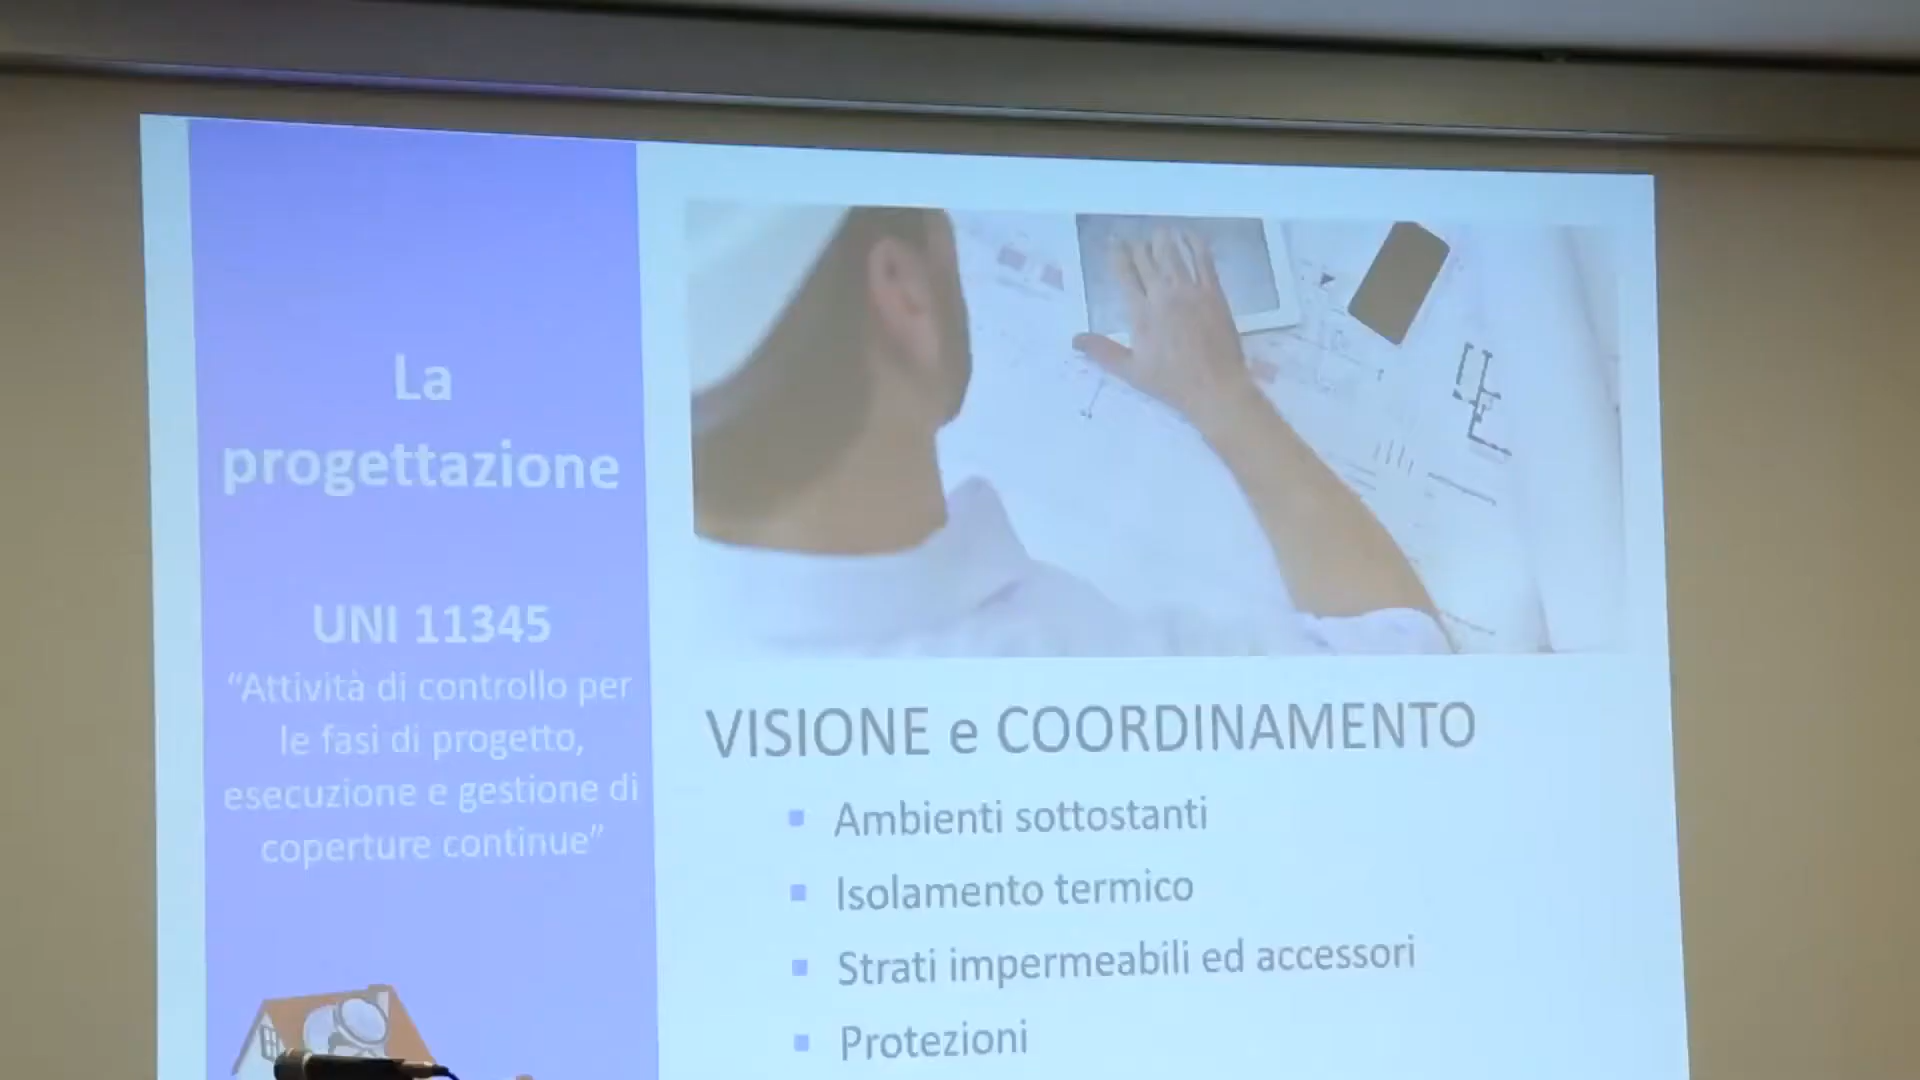 La
progettazione
UNI 11345
“Attività di controllo per
le fasi di progetto,
esecuzione e gestione di
coperture continue”
VISIONE e COORDINAMENTO
Ambienti sottostanti
Isolamento termico
Strati impermeabili ed accessori
Protezioni